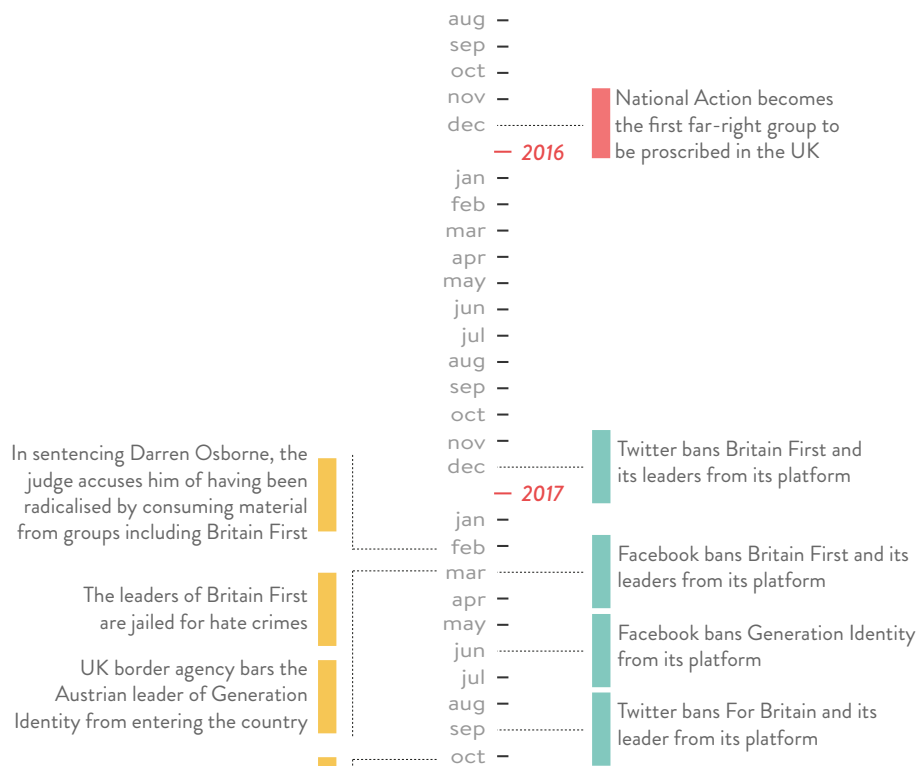 aug
sep
oct
nov
dec
2016
National Action becomes
the first far-right group to
be proscribed in the UK
jan
feb
mar
apr
may
jun
jul
aug
sep
oct
nov
dec
2017
Twitter bans Britain First and
its leaders from its platform
In sentencing Darren Osborne, the
judge accuses him of having been
radicalised by consuming material
from groups including Britain First
jan
feb
mar
Facebook bans Britain First and its
leaders from its platform
The leaders of Britain First
are jailed for hate crimes
apr
may
jun
Facebook bans Generation Identity
from its platform
UK border agency bars the
Austrian leader of Generation
Identity from entering the country
jul
aug
sep
oct
Twitter bans For Britain and its
leader from its platform